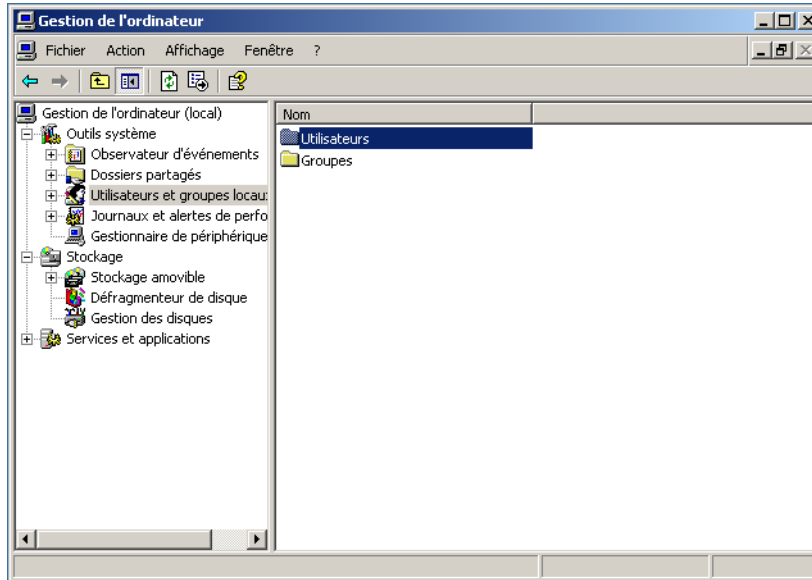 Gestion de l'ordinateur
Fichier Action Affichage Fenêtre ?
Gestion de l'ordinateur (local)
Outils système
Observateur d'événements
Dossiers partagés
Utilisateurs et groupes locau
Journaux et alertes de perfo
Gestionnaire de périphérique
Stockage
Stockage amovible
Défragmenteur de disque
Gestion des disques
Services et applications
Nom
Utilisateurs
Groupes